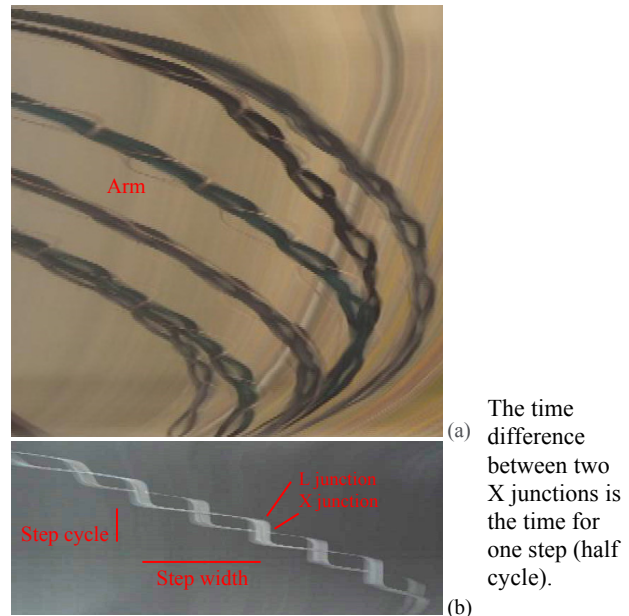 Arm
(a)
The time
difference
between two
X junctions is
the time for
one step (half
cycle).
L junction
X junction
Step cycle
Step width
(b)